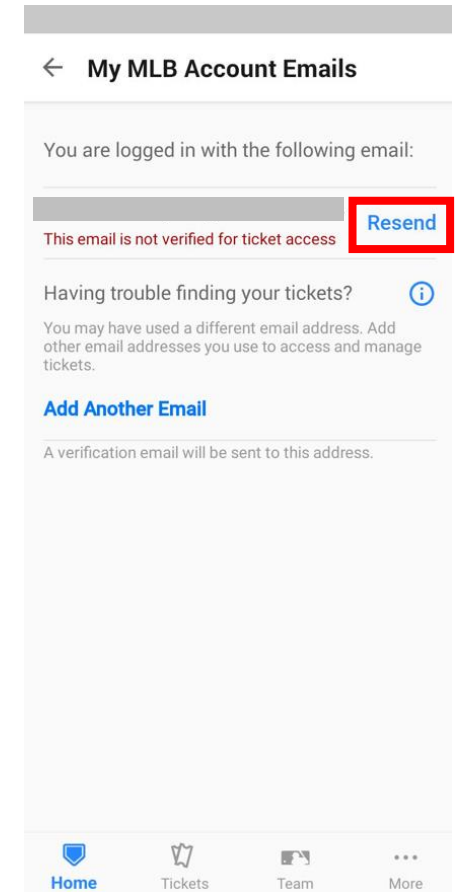 My MLB Account Emails
You are logged in with the following email:
Resend
This email is not verified for ticket access
Having trouble finding your tickets?
You may have used a different email address. Add
other email addresses you use to access and manage
tickets.
Add Another Email
A verification email will be sent to this address.
Home Tickets Team More